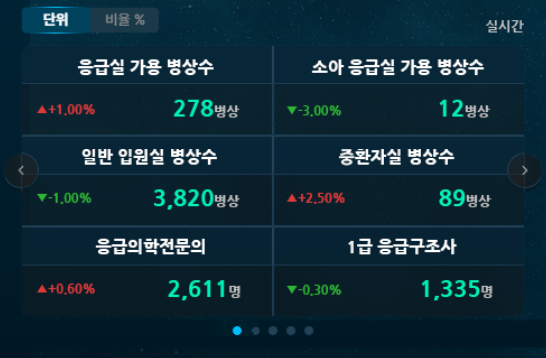 단위 비율 %
실시간
응급실 가용 병상수 소아 응급실 가용 병상수
▲+1.00% 278병상 ▼-3.00% 12병상
일반 입원실 병상수 중환자실 병상수
▼-1.00% 3,820병상 ▲+2.50% 89병상
응급의학전문의 1급 응급구조사
▲+0.60% 2,611명 ▼-0.30% 1,335명